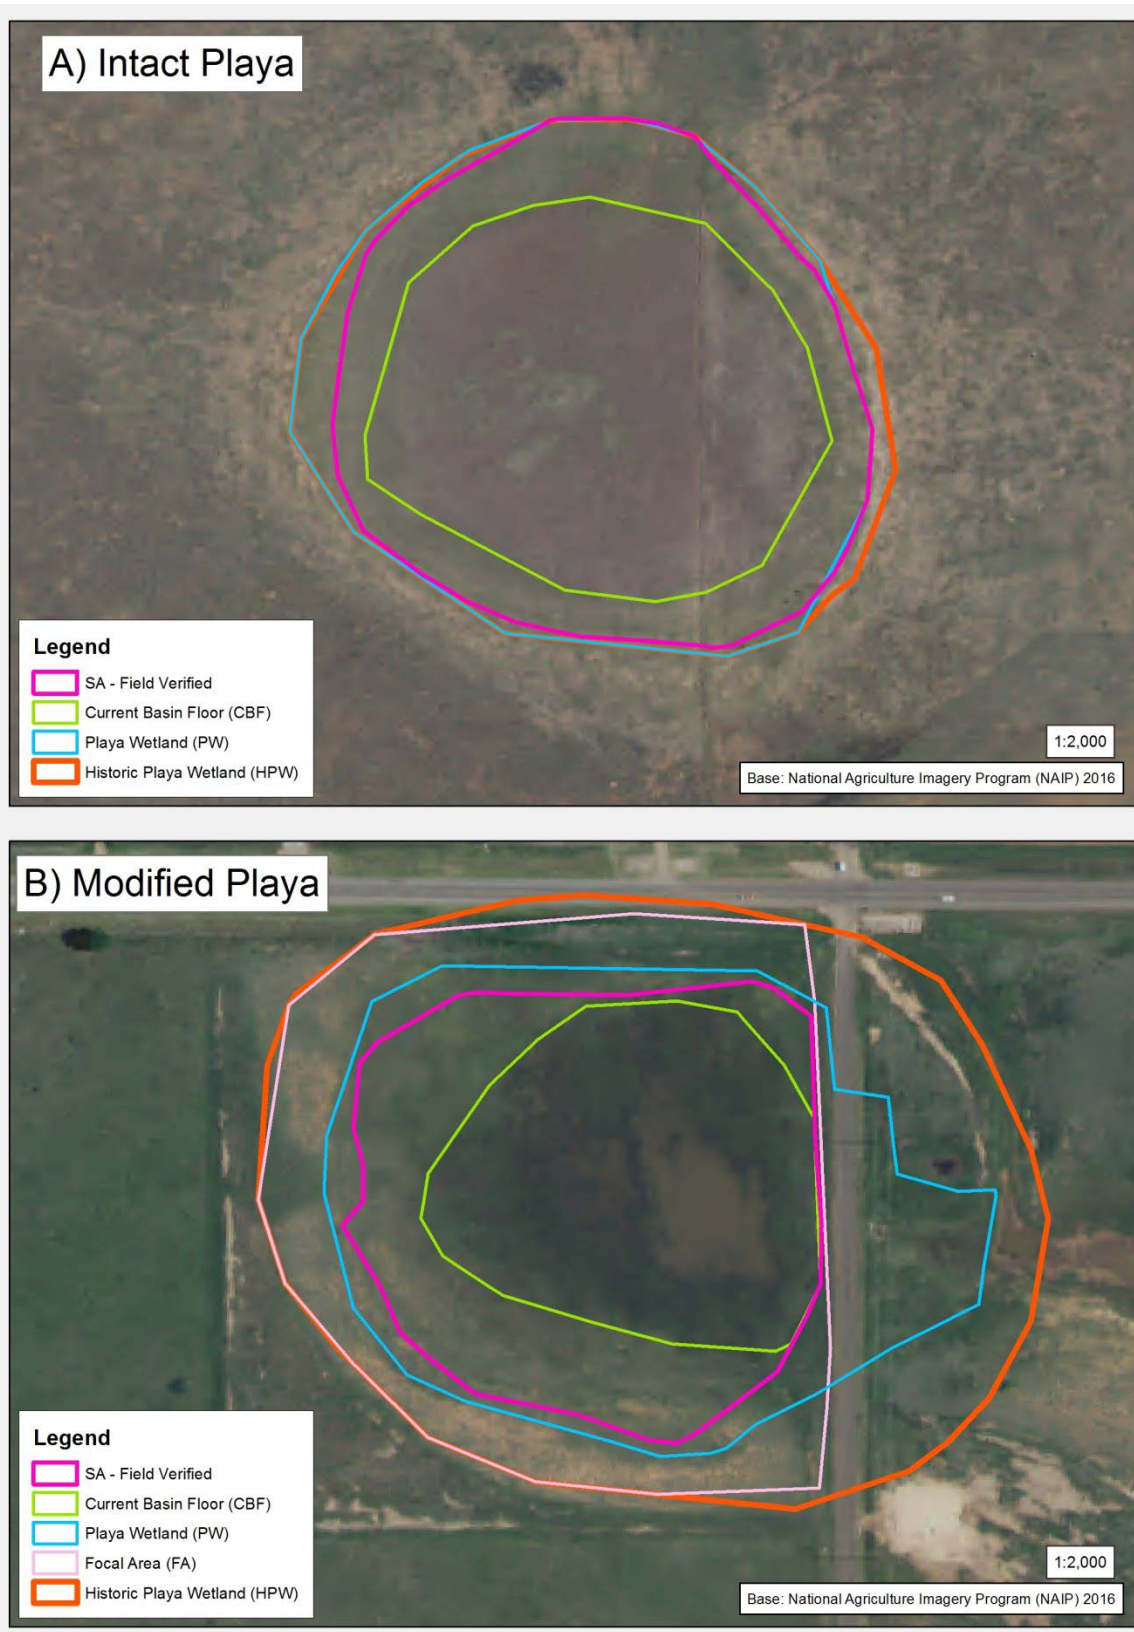 A) Intact Playa
Legend
SA - Field Verified
Current Basin Floor (CBF)
Playa Wetland (PW)
Historic Playa Wetland (HPW)
1:2,000
Base: National Agriculture Imagery Program (NAIP) 2016
B) Modified Playa
Legend
SA - Field Verified
Current Basin Floor (CBF)
Playa Wetland (PW)
Focal Area (FA)
Historic Playa Wetland (HPW)
1:2,000
Base: National Agriculture Imagery Program (NAIP) 2016